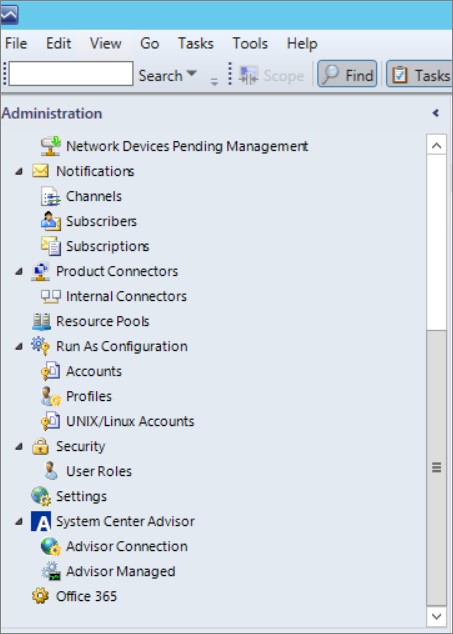 File Edit View Go Tasks Tools Help
Search Scope Find Tasks
Administration
Network Devices Pending Management
Notifications
Channels
Subscribers
Subscriptions
Product Connectors
Internal Connectors
Resource Pools
Run As Configuration
Accounts
Profiles
UNIX/Linux Accounts
Security
User Roles
Settings
A System Center Advisor
Advisor Connection
Advisor Managed
Office 365